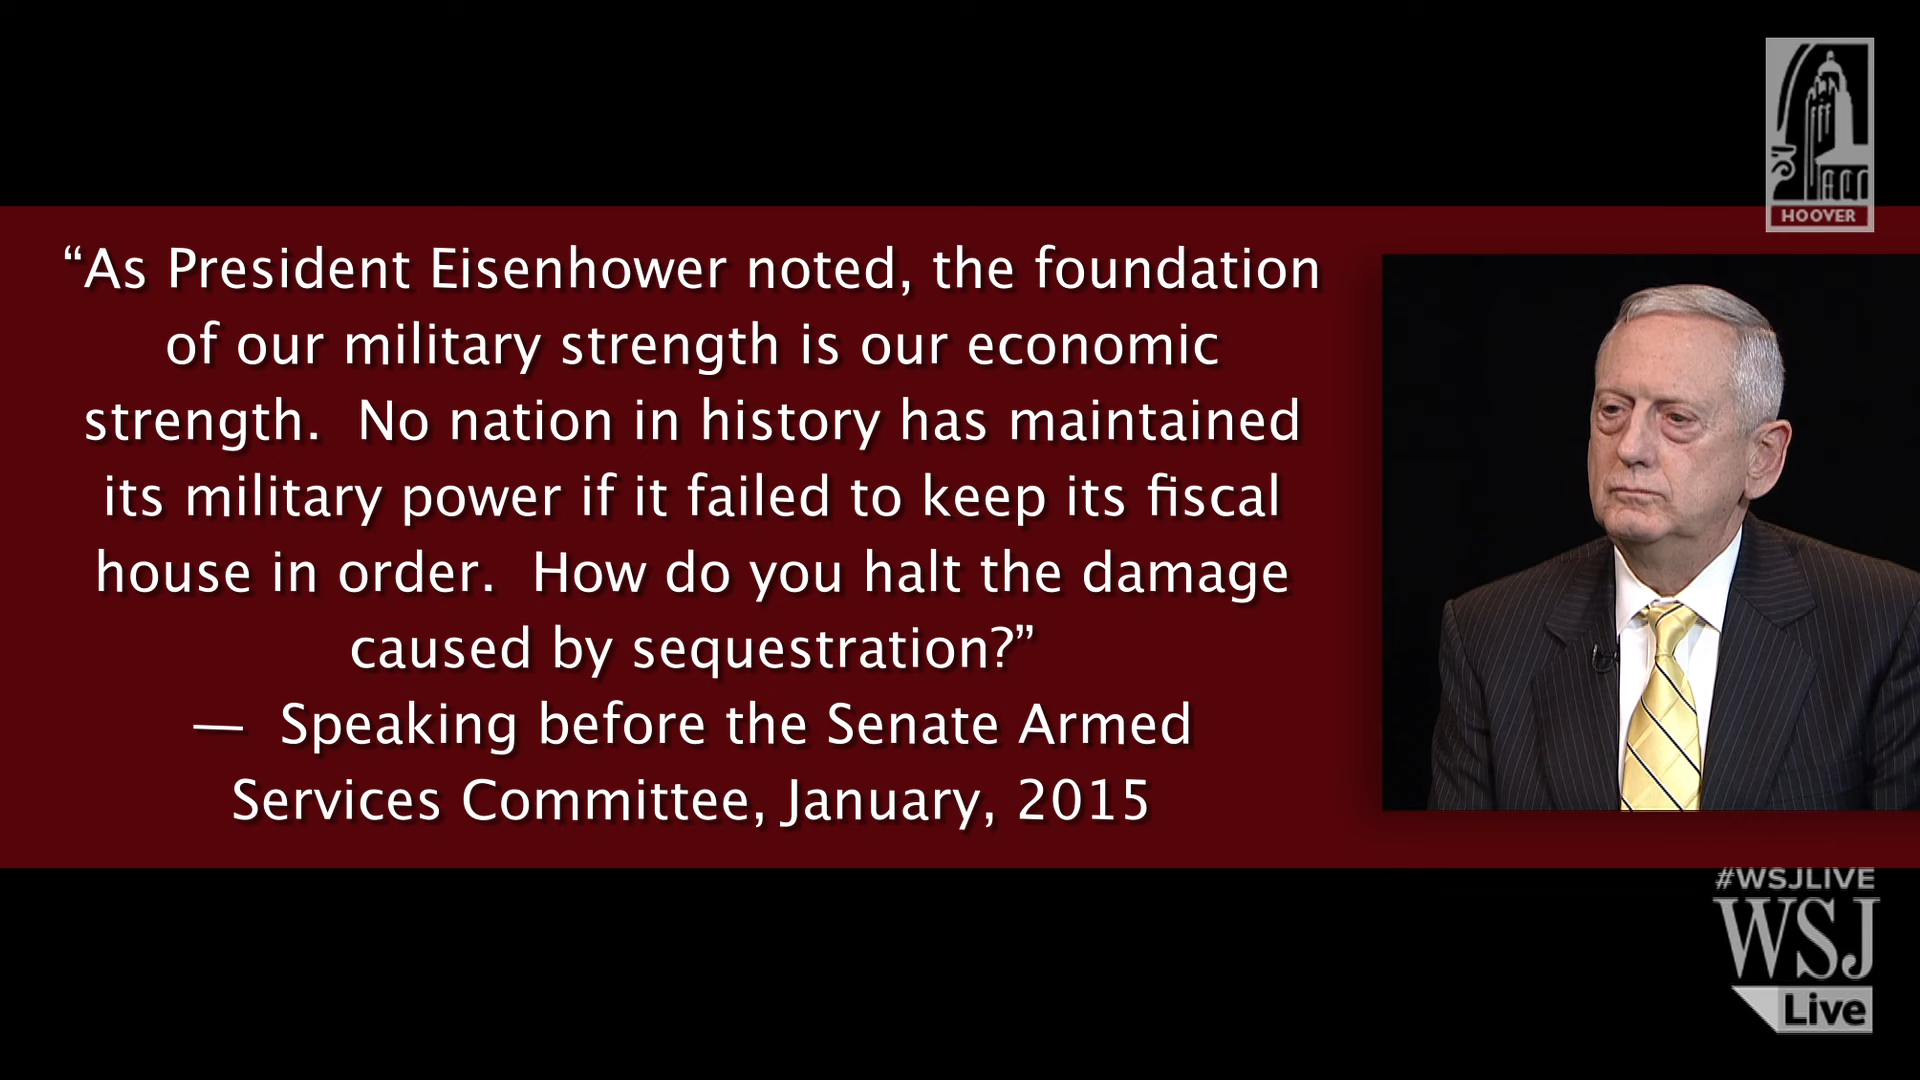 HOOVER
“As President Eisenhower noted, the foundation
of our military strength is our economic
strength.  No nation in history has maintained
its military power if it failed to keep its fiscal
house in order.  How do you halt the damage
caused by sequestration?”
—  Speaking before the Senate Armed
Services Committee, January, 2015
#WSJLIVE
WSJ
Live